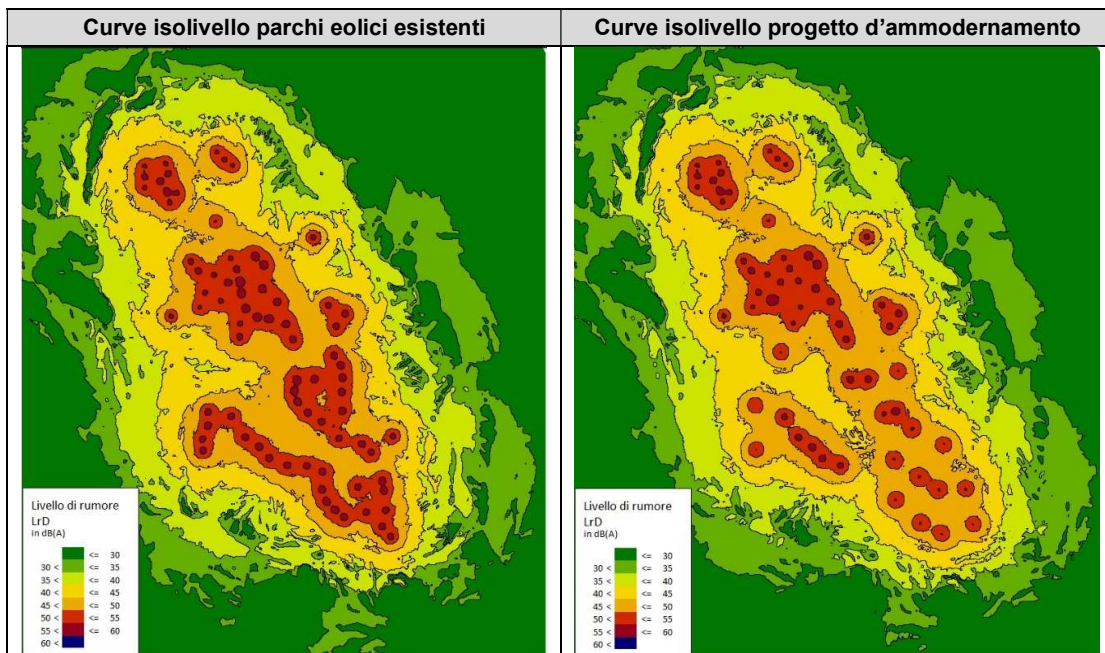 Curve isolivello parchi eolici esistenti
Curve isolivello progetto d'ammodernamento
Livello di rumore
LrD
in dB(A)
<= 30
30 < <= 35
35 < <= 40
40 < <= 45
45 < <= 50
50 < <= 55
55 < <= 60
60 <
Livello di rumore
LrD
in dB(A)
<= 30
30 < <= 35
35 < <= 40
40 < <= 45
45 < <= 50
50 < <= 55
55 < <= 60
60 <